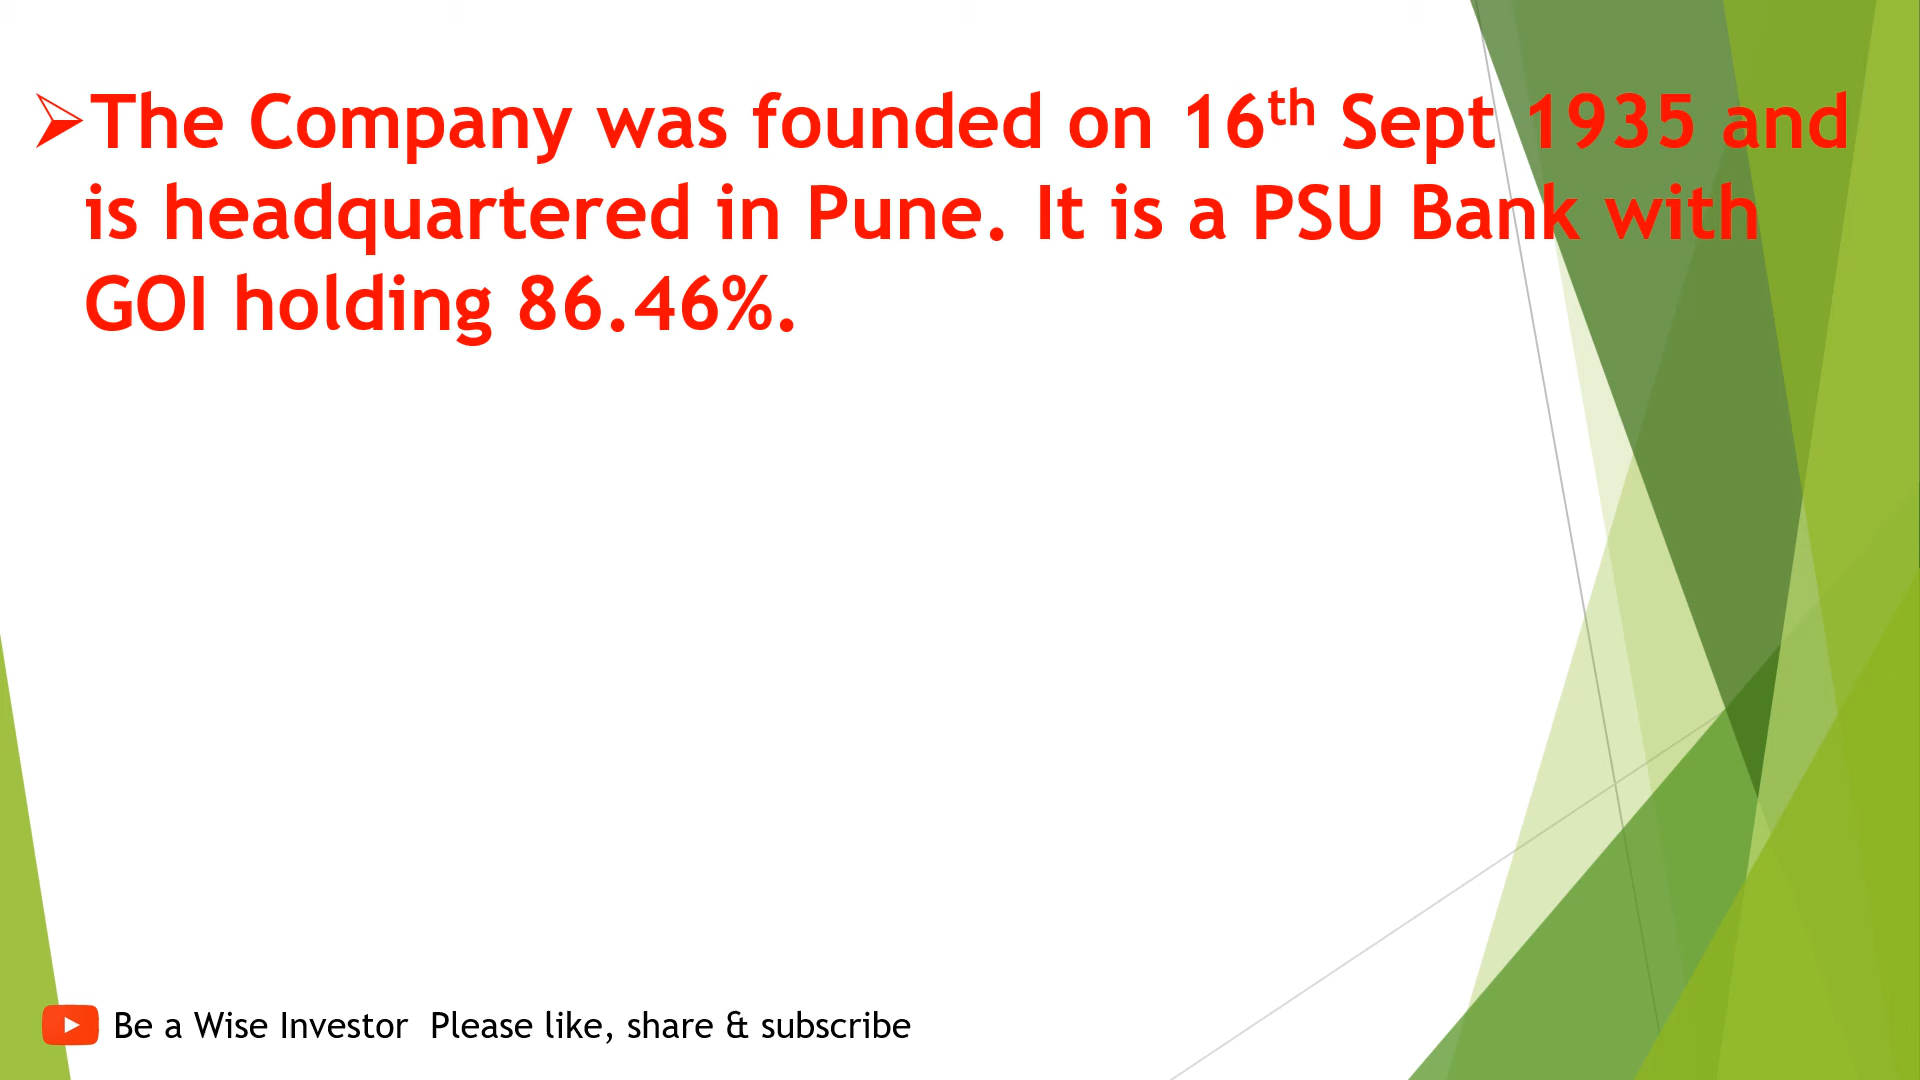 ➢The Company was founded on 16th Sept 1935 and
is headquartered in Pune. It is a PSU Bank with
GOI holding 86.46%.
Be a Wise Investor  Please like, share & subscribe